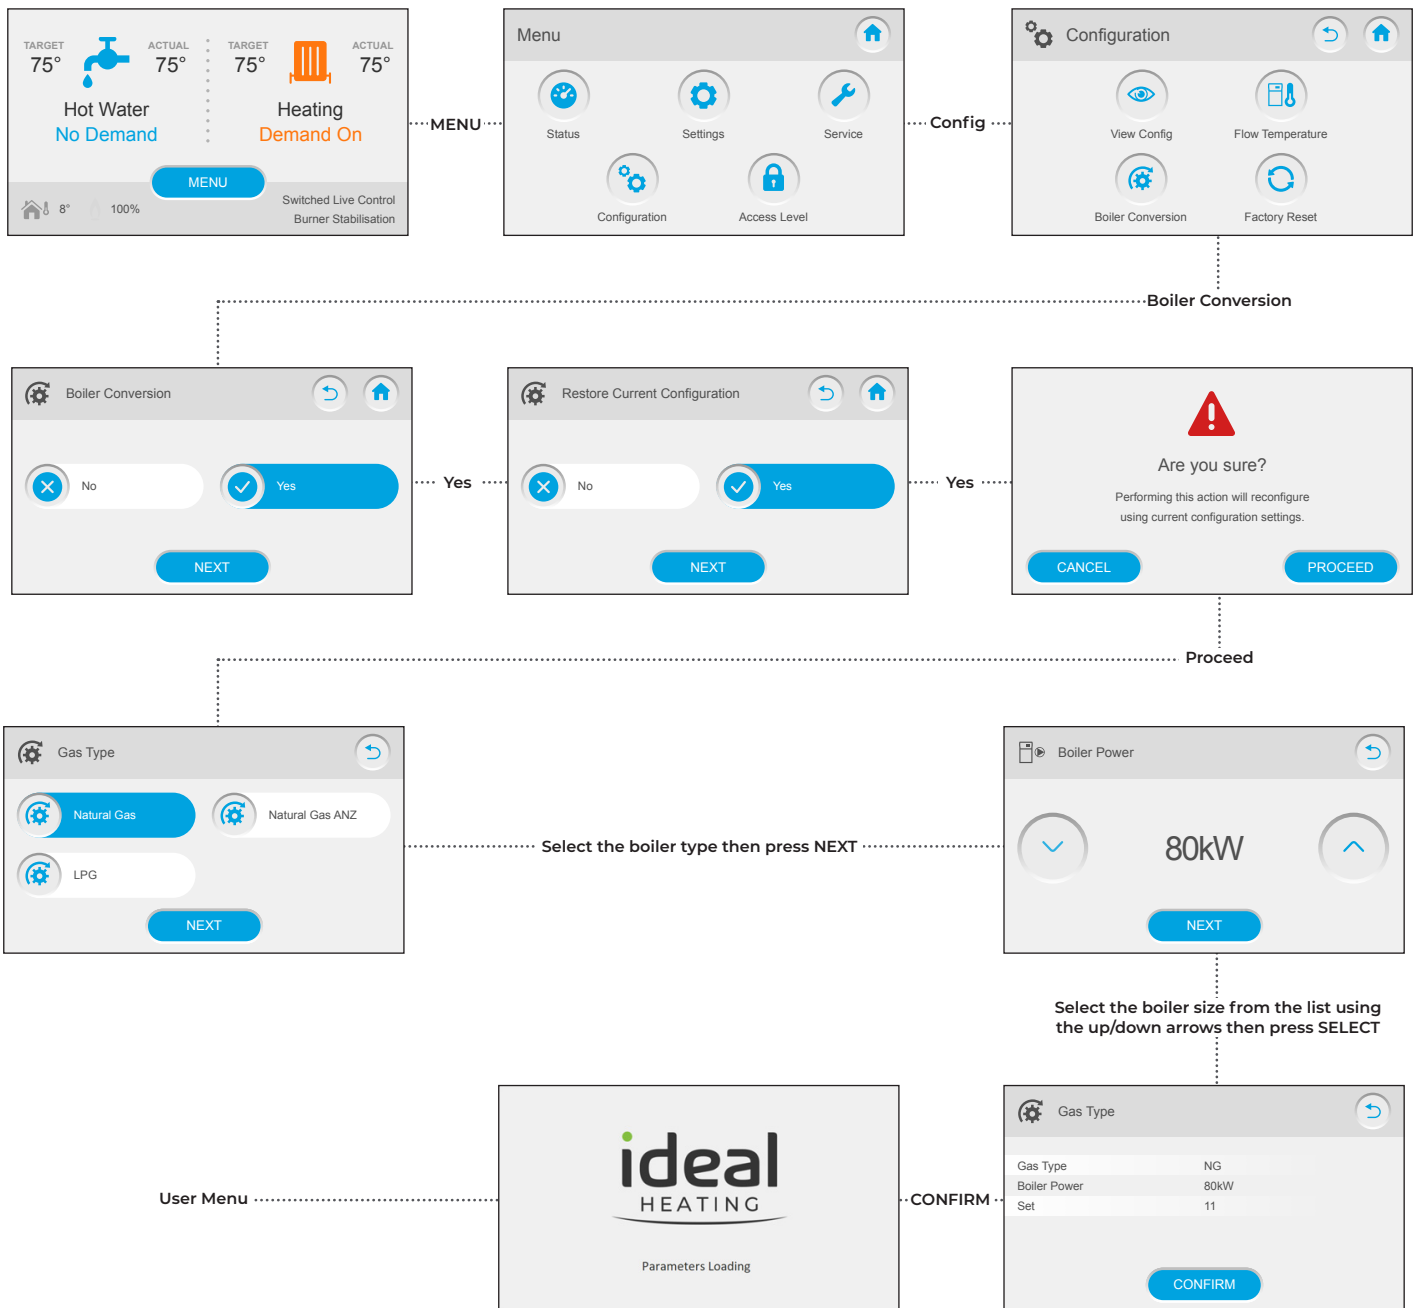 TARGET
75°
ACTUAL
75°
Hot Water
No Demand
TARGET
75°
ACTUAL
75°
Heating
Demand On
MENU
8°
100%
Switched Live Control
Burner Stabilisation
MENU
Menu
Status
Settings
Service
Configuration
Access Level
Config
Configuration
View Config
Flow Temperature
Boiler Conversion
Factory Reset
Boiler Conversion
Boiler Conversion
No
Yes
NEXT
Yes
Restore Current Configuration
No
Yes
NEXT
Yes
Are you sure?
Performing this action will reconfigure
using current configuration settings.
CANCEL
PROCEED
Proceed
Gas Type
Natural Gas
Natural Gas ANZ
LPG
NEXT
Select the boiler type then press NEXT
Boiler Power
80kW
NEXT
Select the boiler size from the list using
the up/down arrows then press SELECT
Gas Type
Gas Type NG
Boiler Power 80kW
Set 11
CONFIRM
CONFIRM
ideal
HEATING
Parameters Loading
User Menu